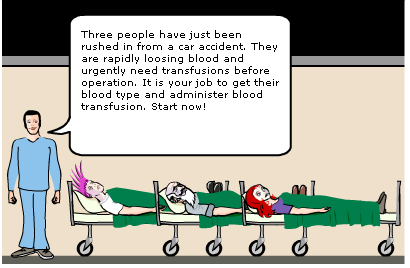 Three people have just been
rushed in from a car accident. They
are rapidly loosing blood and
urgently need transfusions before
operation. It is your job to get their
blood type and administer blood
transfusion. Start now!